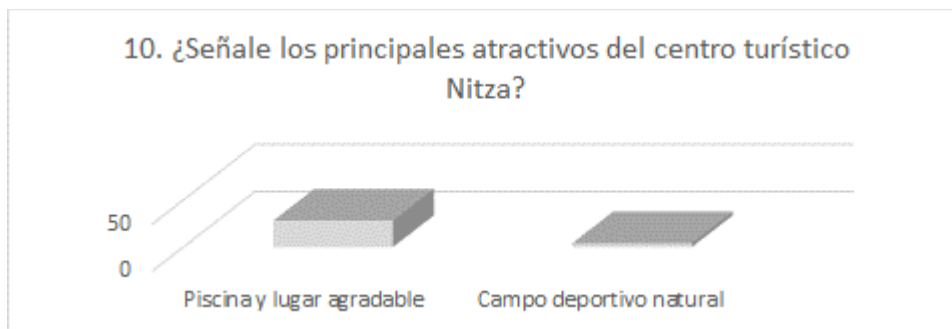 10. ¿Señale los principales atractivos del centro turístico
Nitza?
50
0
Piscina y lugar agradable
Campo deportivo natural